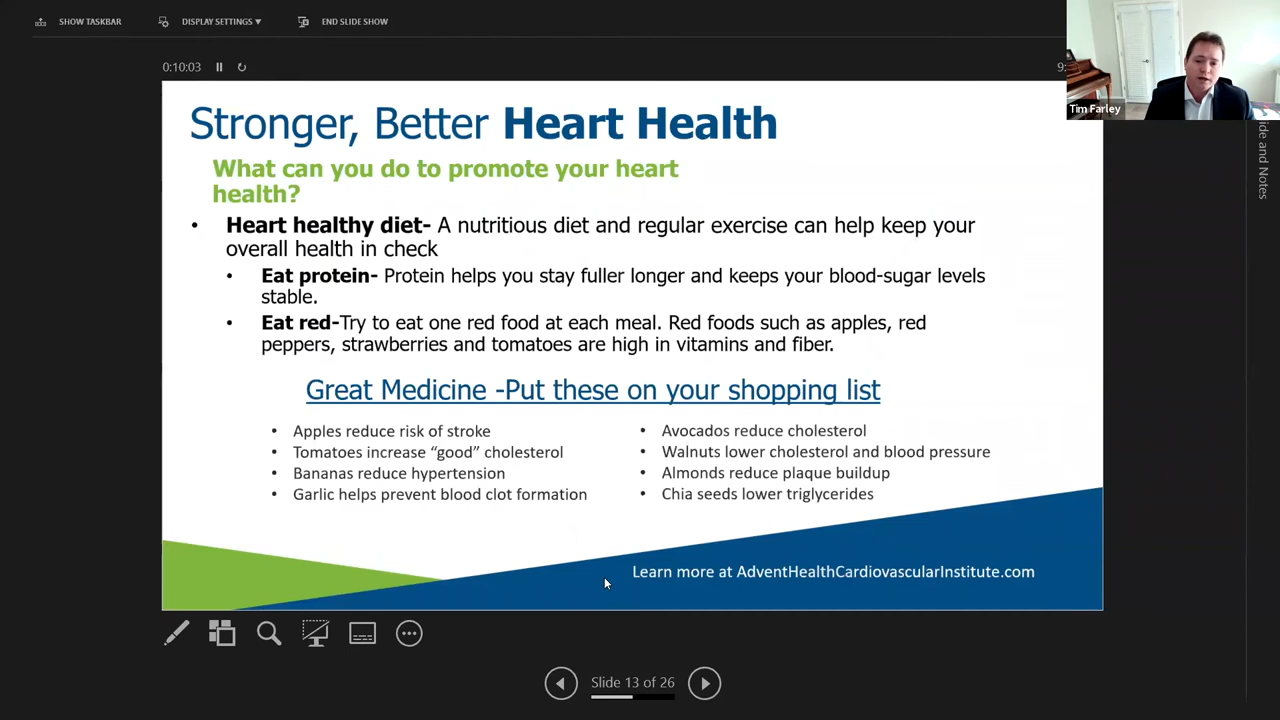 SHOW TASKBAR
DISPLAY SETTINGS
END SLIDE SHOW
0:10:03
9:
Tim Farley
ide and Notes
Stronger, Better Heart Health
What can you do to promote your heart
health?
• Heart healthy diet- A nutritious diet and regular exercise can help keep your
overall health in check
• Eat protein- Protein helps you stay fuller longer and keeps your blood-sugar levels
stable.
• Eat red-Try to eat one red food at each meal. Red foods such as apples, red
peppers, strawberries and tomatoes are high in vitamins and fiber.
Great Medicine -Put these on your shopping list
• Apples reduce risk of stroke
• Tomatoes increase “good” cholesterol
• Bananas reduce hypertension
• Garlic helps prevent blood clot formation
• Avocados reduce cholesterol
• Walnuts lower cholesterol and blood pressure
• Almonds reduce plaque buildup
• Chia seeds lower triglycerides
Learn more at AdventHealthCardiovascularInstitute.com
Slide 13 of 26